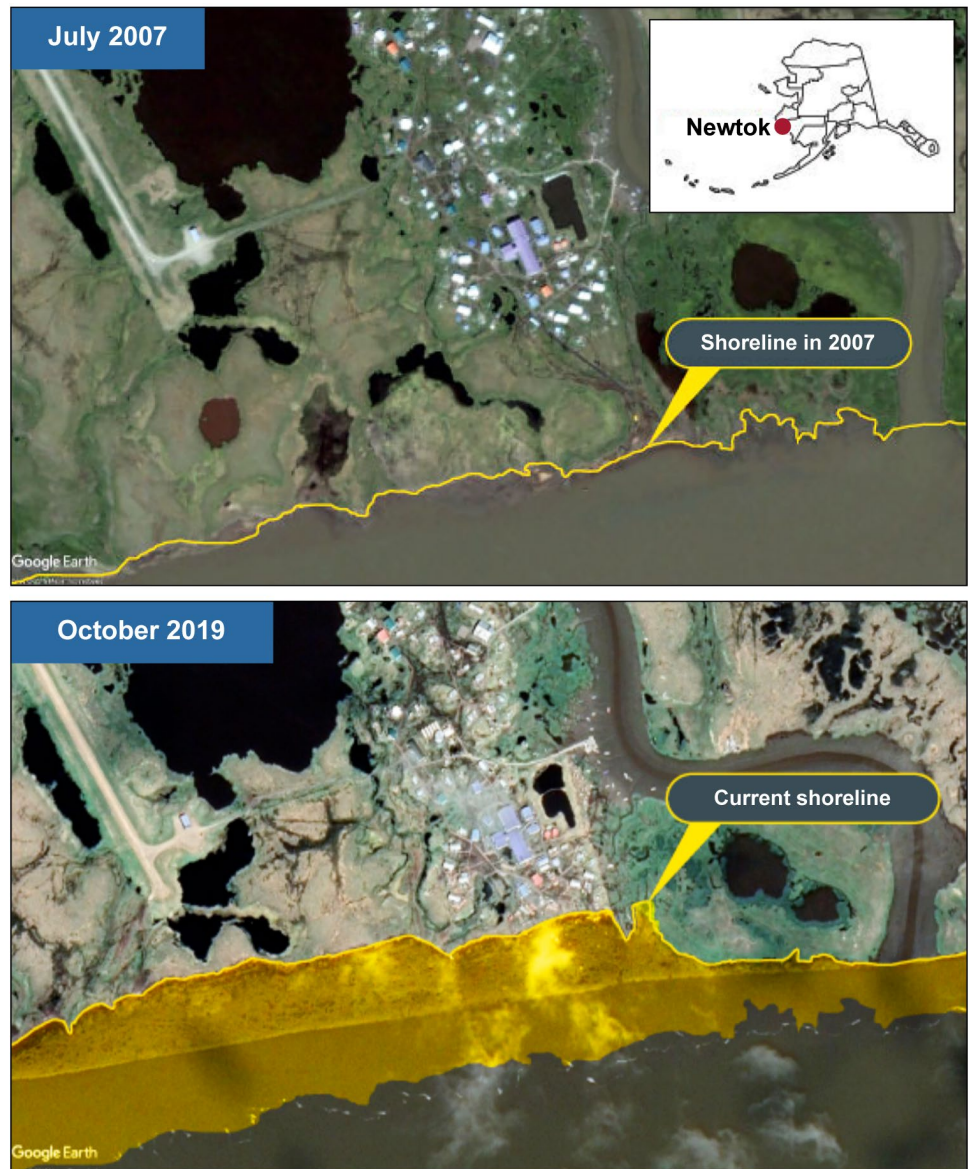 July 2007
Newtok
Shoreline in 2007
Google Earth
October 2019
Current shoreline
Google Earth